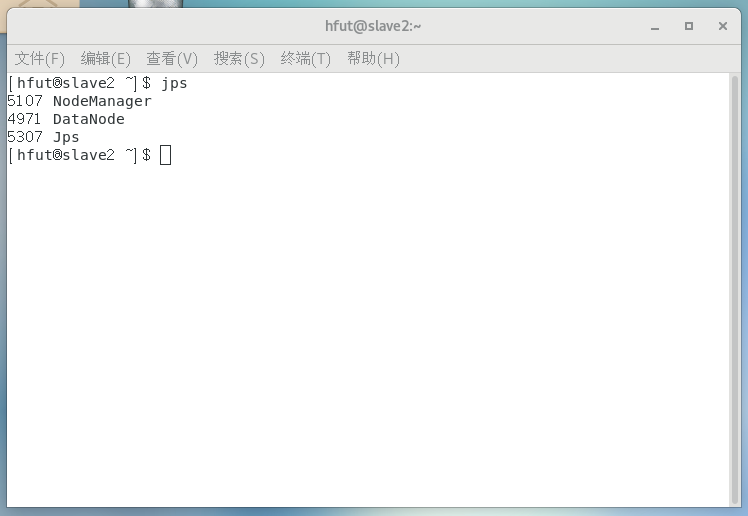 hfut@slave2:~
文件(F) 编辑(E) 查看(V) 搜索(S) 终端(T) 帮助(H)
[hfut@slave2 ~]$ jps
5107 NodeManager
4971 DataNode
5307 Jps
[hfut@slave2 ~]$